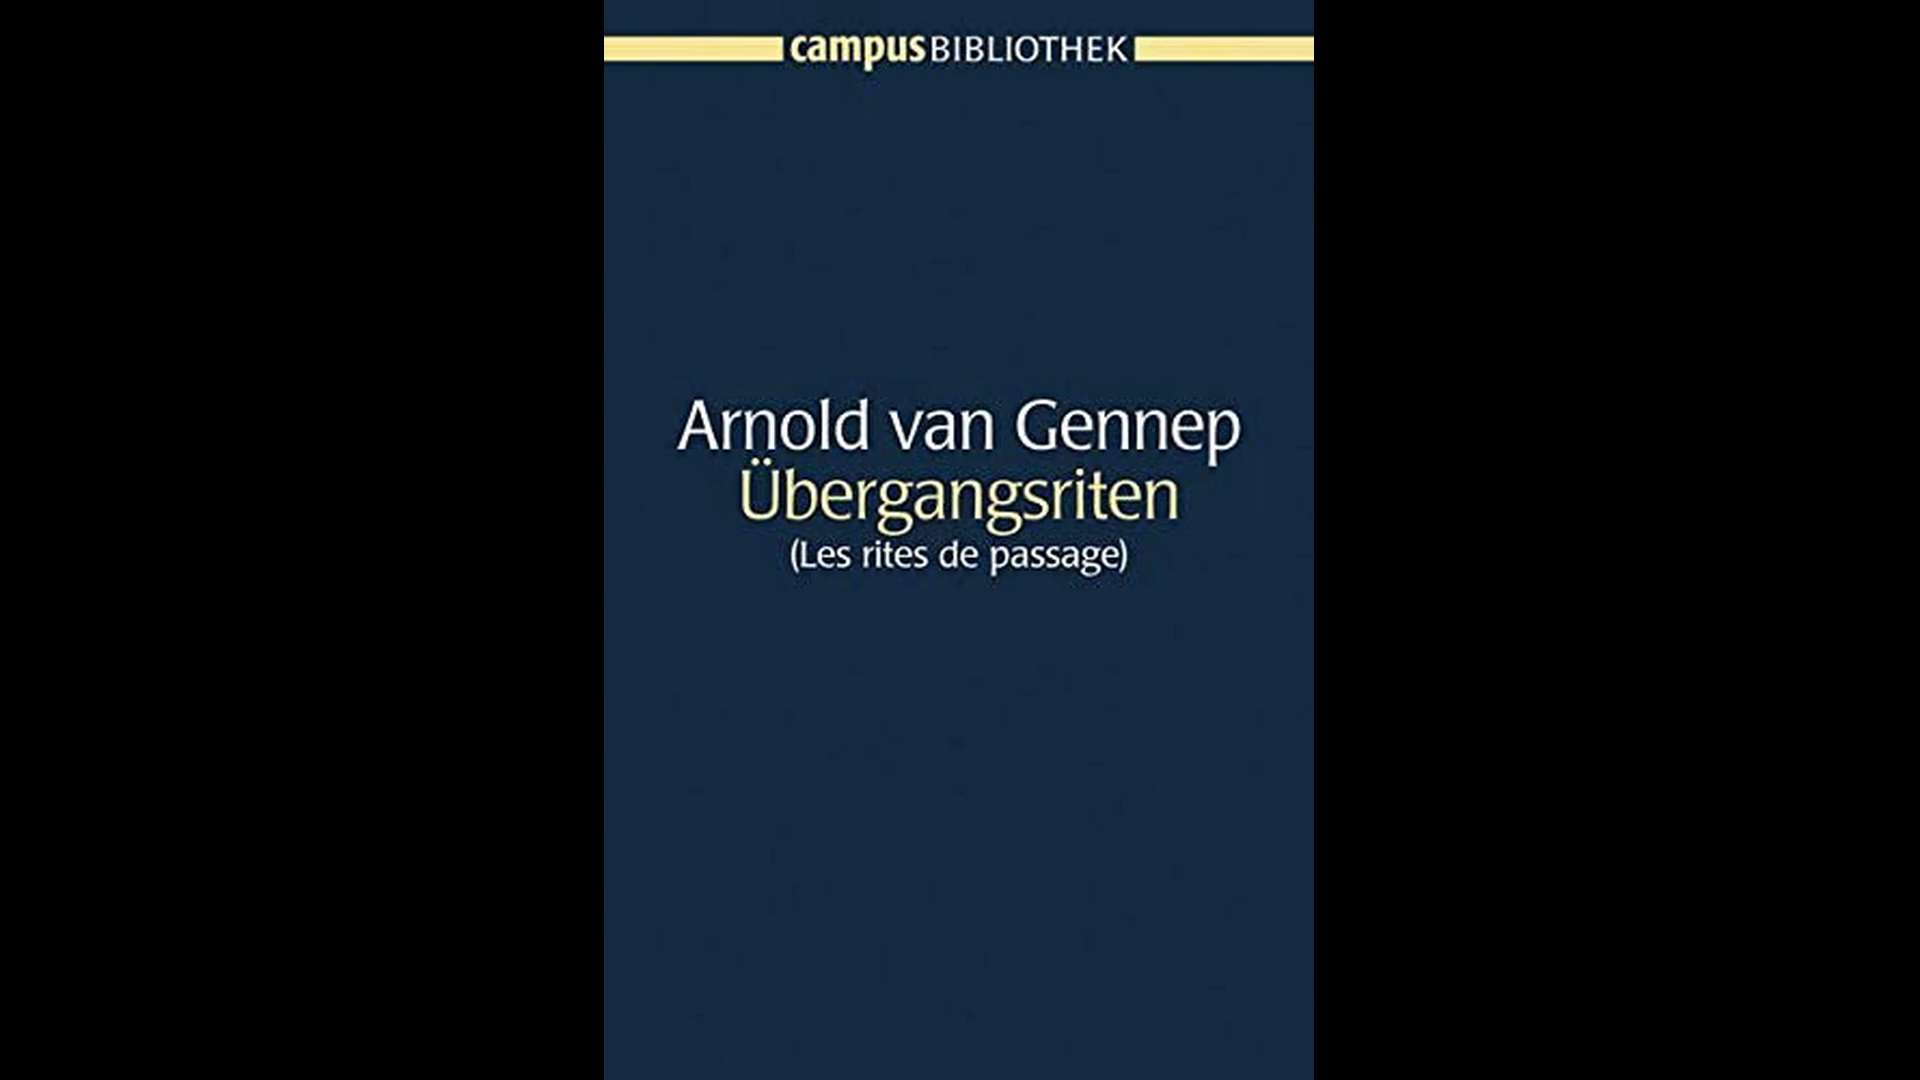 campusBIBLIOTHEK
Arnold van Gennep
Übergangsriten
(Les rites de passage)